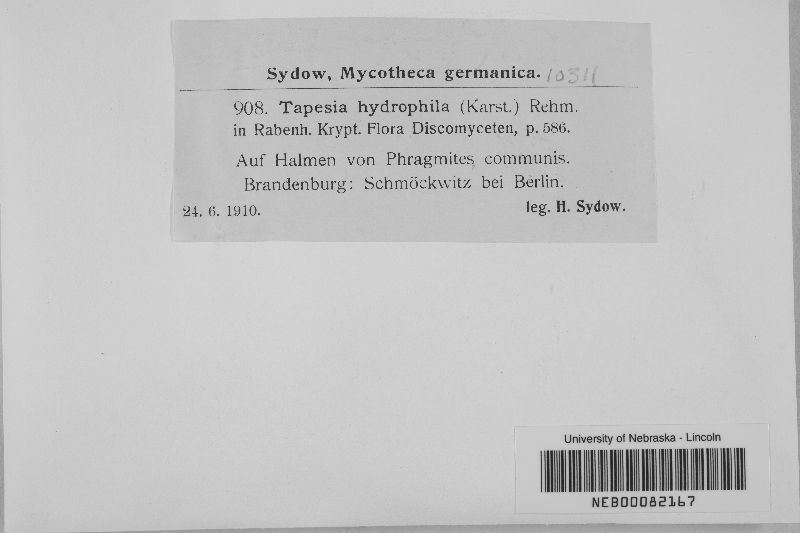 Sydow, Mycotheca germanica. 10311
908. Tapesia hydrophila (Karst.) Rehm.
in Rabenh. Krypt. Flora Discomyceten, p. 586.
Auf Halmen von Phragmites communis.
Brandenburg: Schmöckwitz bei Berlin.
24. 6. 1910. leg. H. Sydow.
University of Nebraska - Lincoln
NEB00082167